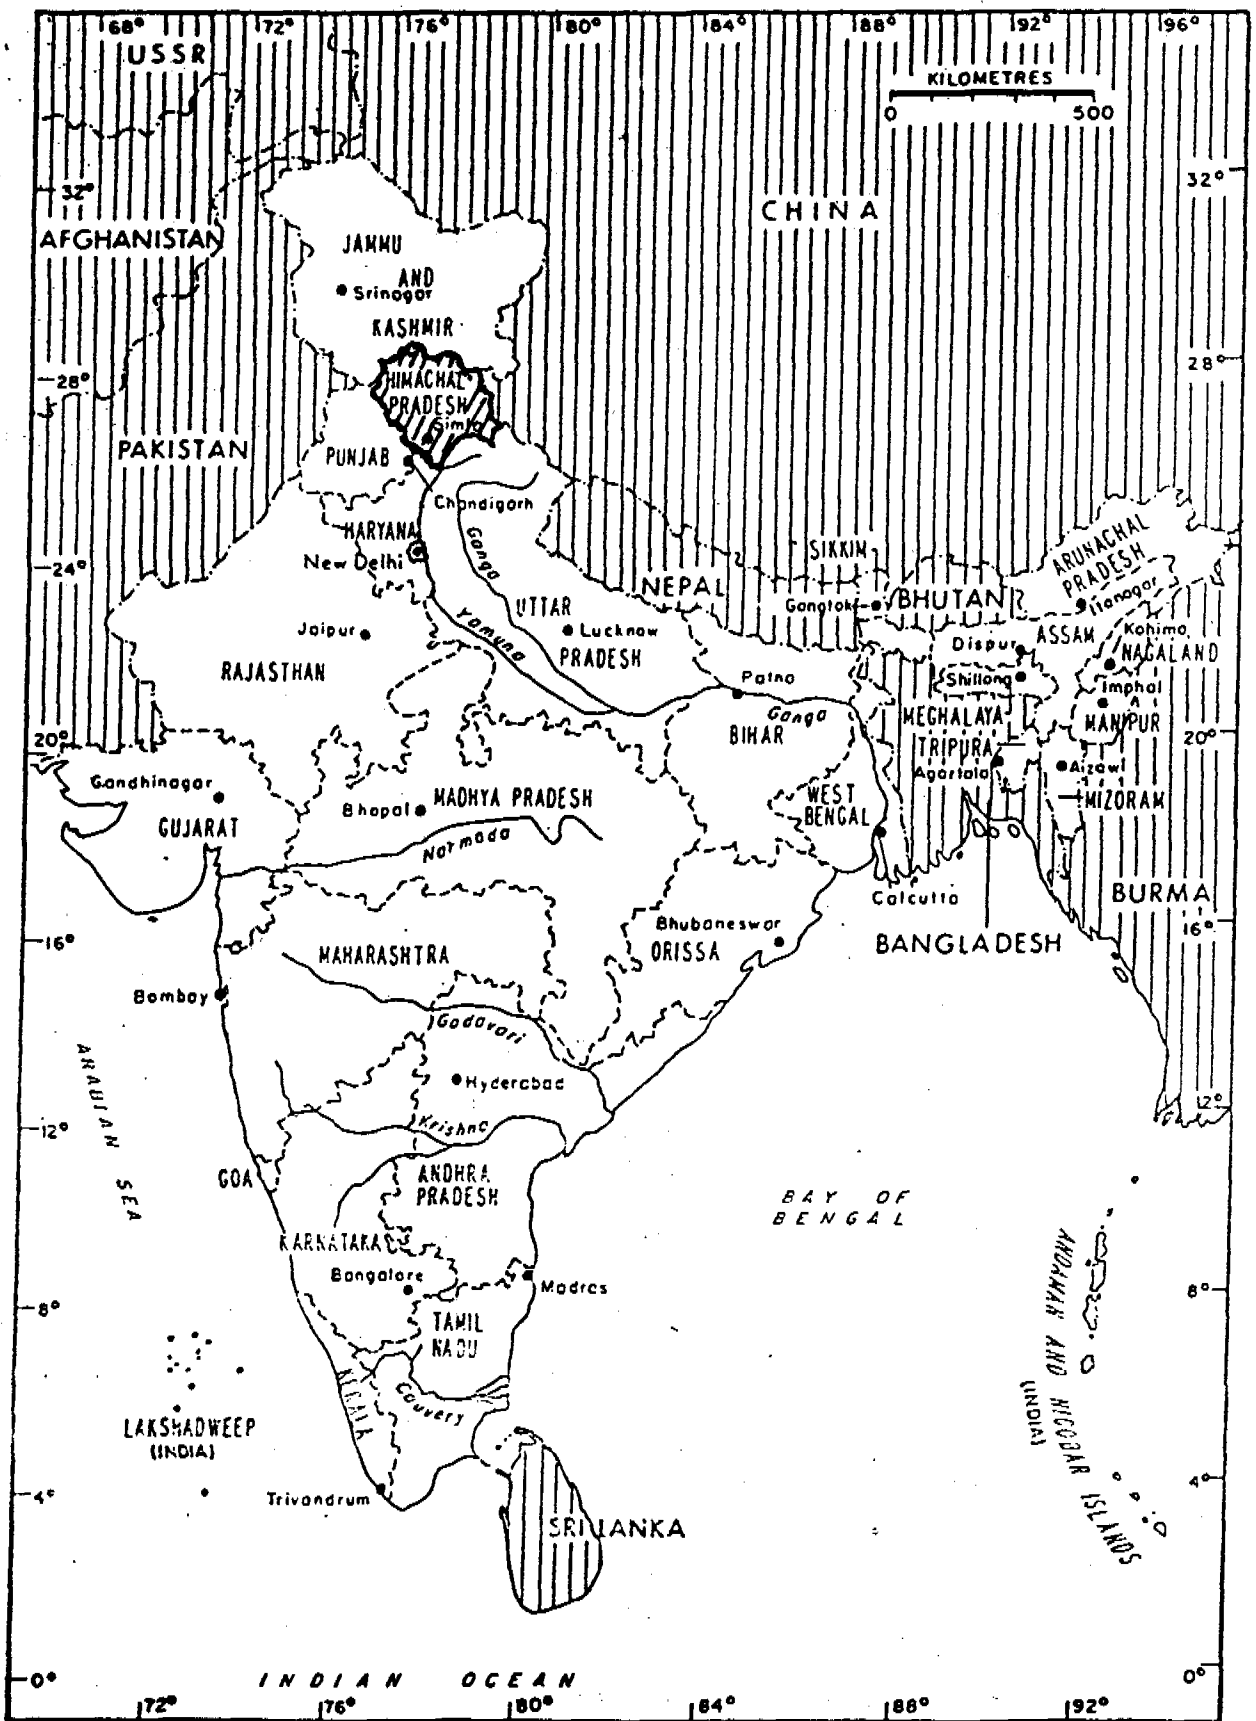 68° 72° 76° 80° 84° 88° 92° 96°
USSR
KILOMETRES
0 500
32° 32°
CHINA
AFGHANISTAN
JAMMU
AND
Srinagar
KASHMIR
28° 28°
HIMACHAL
PRADESH
Simla
PAKISTAN
PUNJAB
Chandigarh
HARYANA
New Delhi
Ganga
24°
SIKKIM
NEPAL
ARUNACHAL
PRADESH
Gangtok
BHUTAN
Itanagar
UTTAR
Lucknow
PRADESH
Yamuna
Jaipur
RAJASTHAN
Dispur
ASSAM
Kohima
NAGALAND
Shillong
Imphal
Patna
Ganga
BIHAR
MEGHALAYA
MANIPUR
TRIPURA
20° 20°
Agartala
Aizawl
Gandhinagar
GUJARAT
Bhopal
MADHYA PRADESH
WEST
BENGAL
MIZORAM
Narmada
Calcutta
BURMA
16° 16°
Bhubaneswar
ORISSA
BANGLADESH
MAHARASHTRA
Bombay
Godavari
ARABIAN SEA
Hyderabad
12° 12°
Krishna
GOA
ANDHRA
PRADESH
BAY OF
BENGAL
KARNATAKA
Bangalore
Madras
8° 8°
TAMIL
NADU
ANDAMAN AND NICOBAR ISLANDS
(INDIA)
KERALA
Cauvery
LAKSHADWEEP
(INDIA)
4° 4°
Trivandrum
SRI LANKA
0° INDIAN OCEAN 0°
72° 76° 80° 84° 88° 92°